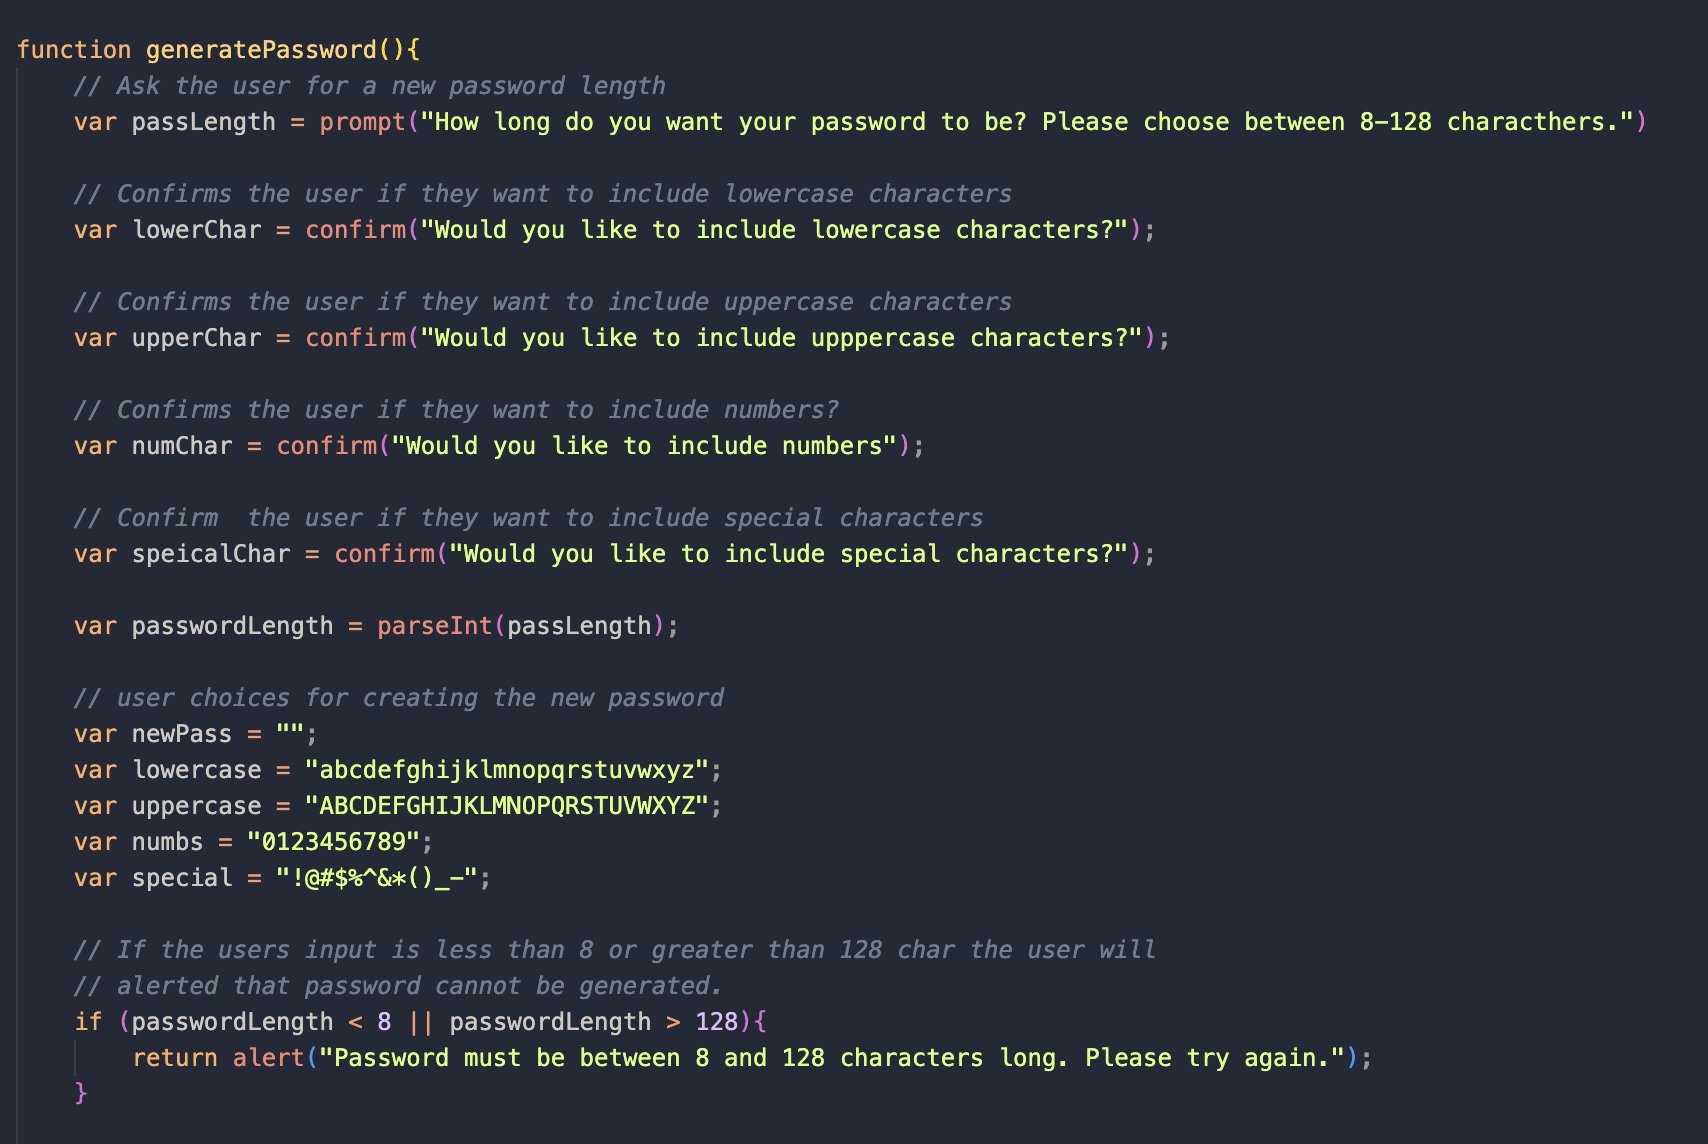 function generatePassword(){
// Ask the user for a new password length
var passLength = prompt("How long do you want your password to be? Please choose between 8-128 characthers.")
// Confirms the user if they want to include lowercase characters
var lowerChar = confirm("Would you like to include lowercase characters?");
// Confirms the user if they want to include uppercase characters
var upperChar = confirm("Would you like to include upppercase characters?");
// Confirms the user if they want to include numbers?
var numChar = confirm("Would you like to include numbers");
// Confirm  the user if they want to include special characters
var speicalChar = confirm("Would you like to include special characters?");
var passwordLength = parseInt(passLength);
// user choices for creating the new password
var newPass = "";
var lowercase = "abcdefghijklmnopqrstuvwxyz";
var uppercase = "ABCDEFGHIJKLMNOPQRSTUVWXYZ";
var numbs = "0123456789";
var special = "!@#$%^&*()_-";
// If the users input is less than 8 or greater than 128 char the user will
// alerted that password cannot be generated.
if (passwordLength < 8 || passwordLength > 128){
return alert("Password must be between 8 and 128 characters long. Please try again.");
}